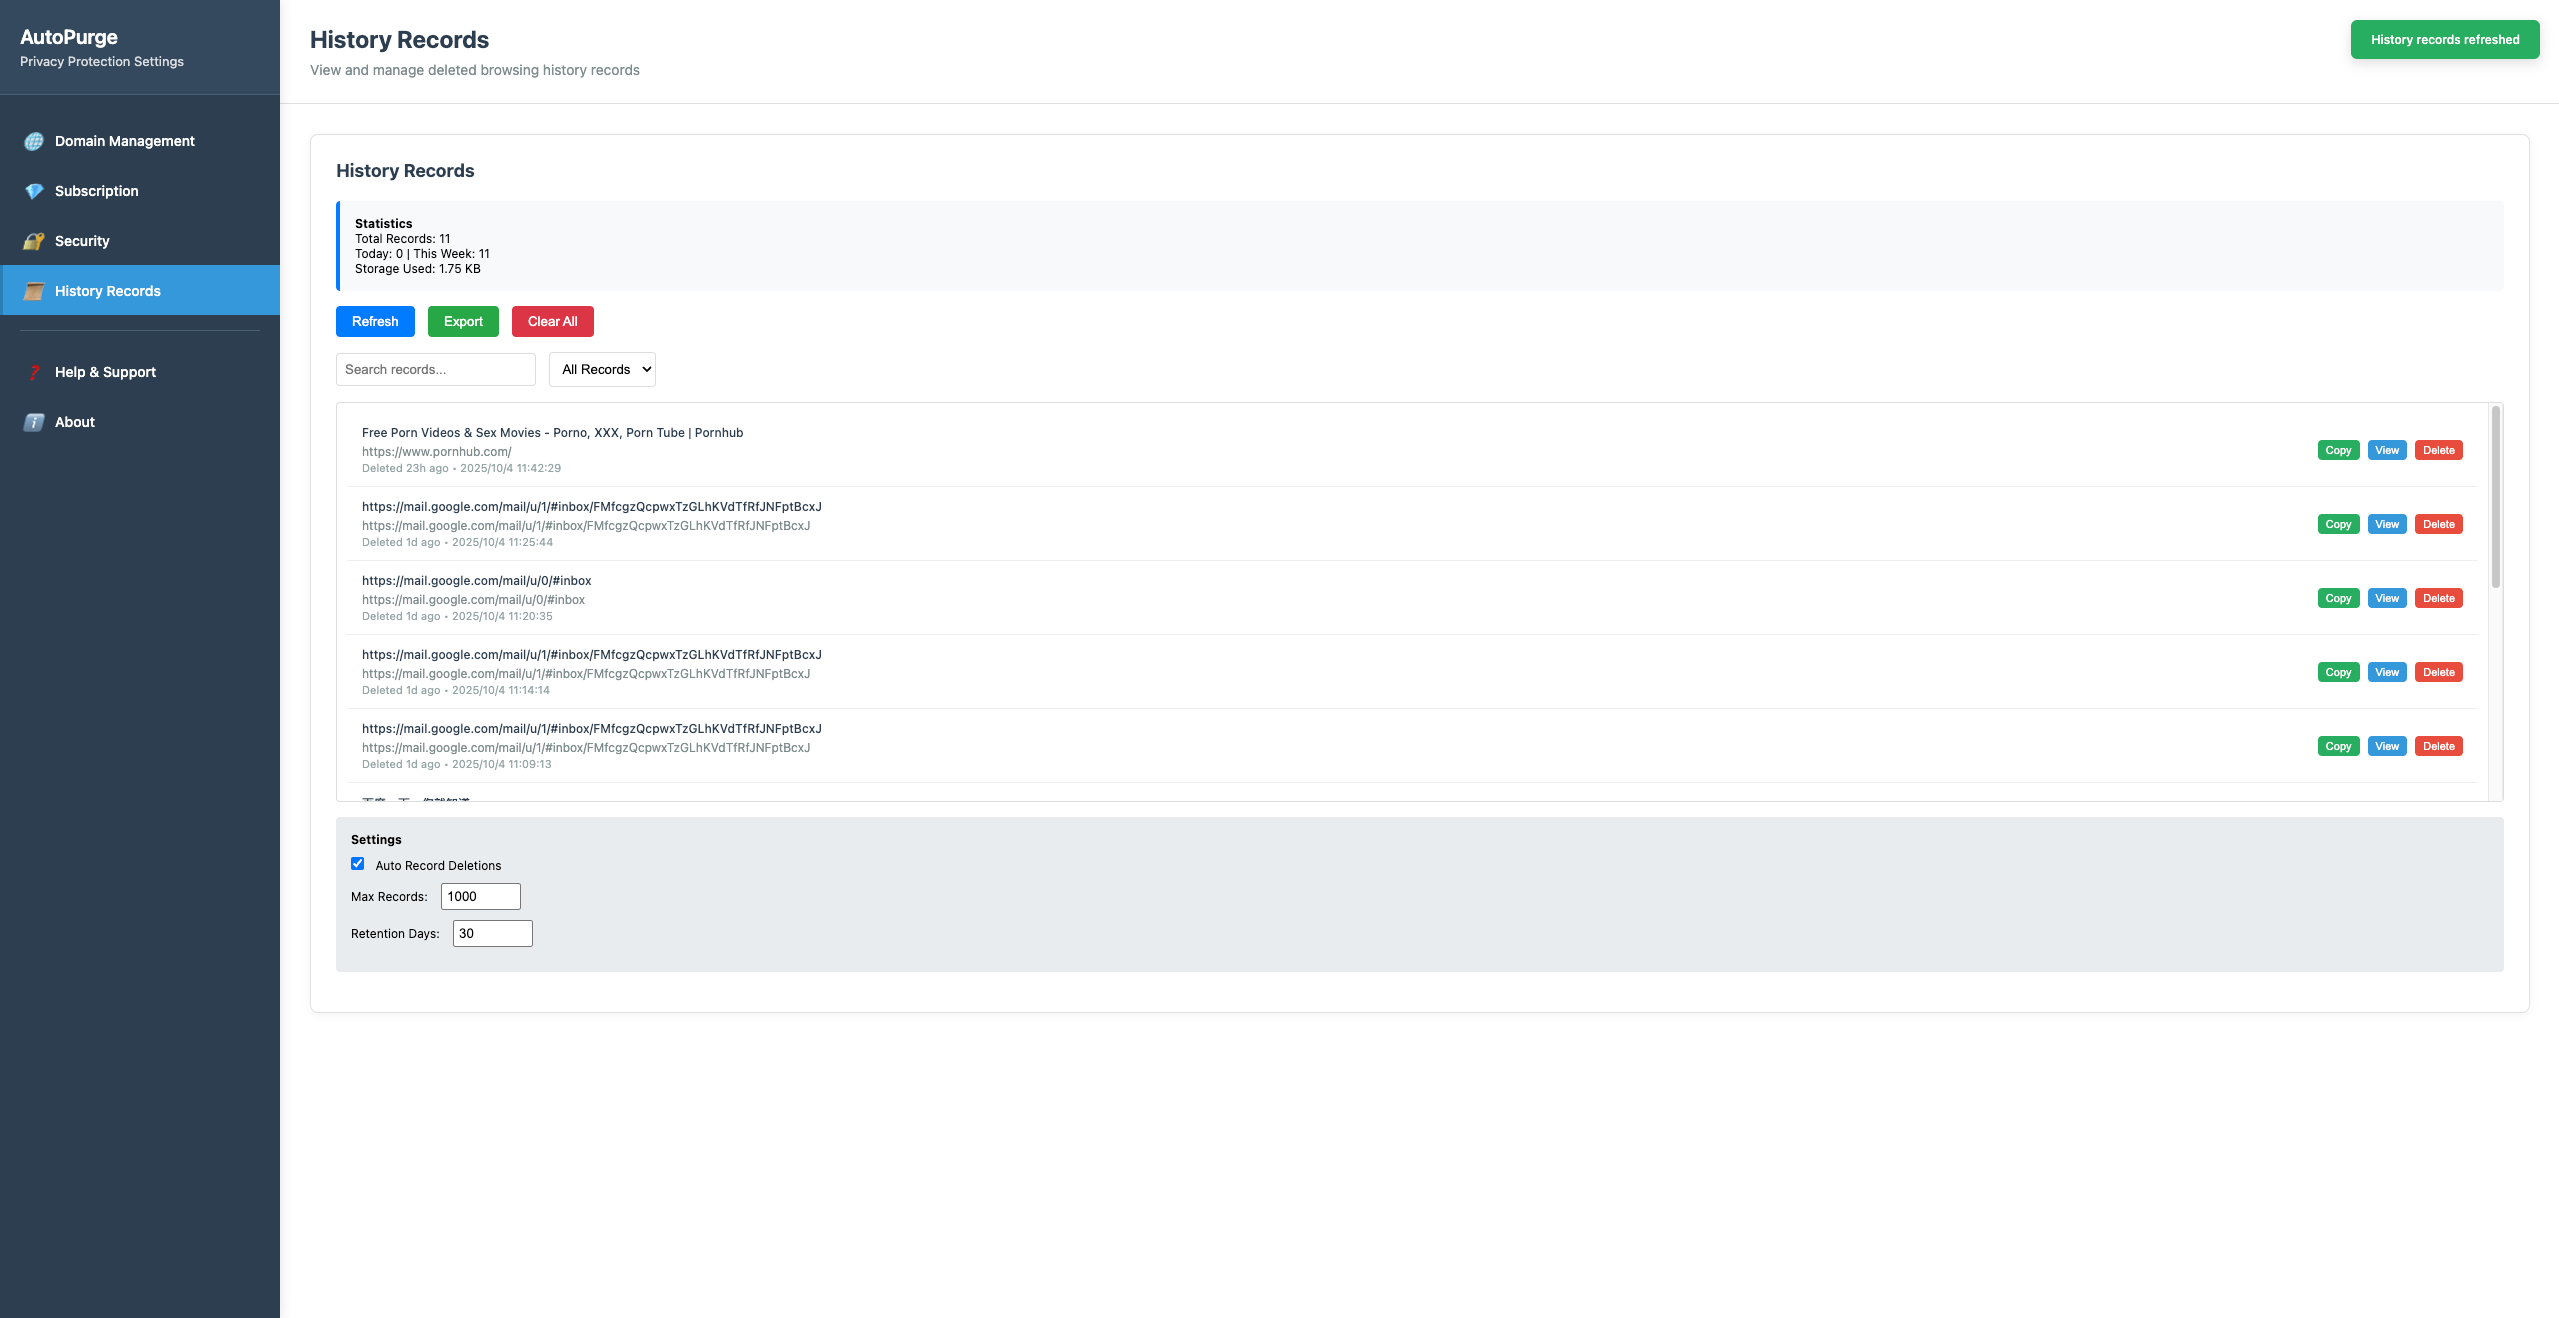 AutoPurge
Privacy Protection Settings
Domain Management
Subscription
Security
History Records
Help & Support
About
History Records
View and manage deleted browsing history records
History records refreshed
History Records
Statistics
Total Records: 11
Today: 0 | This Week: 11
Storage Used: 1.75 KB
Refresh Export Clear All
Search records... All Records
Free Porn Videos & Sex Movies - Porno, XXX, Porn Tube | Pornhub
https://www.pornhub.com/
Deleted 23h ago • 2025/10/4 11:42:29
Copy View Delete
https://mail.google.com/mail/u/1/#inbox/FMfcgzQcpwxTzGLhKVdTfRfJNFptBcxJ
https://mail.google.com/mail/u/1/#inbox/FMfcgzQcpwxTzGLhKVdTfRfJNFptBcxJ
Deleted 1d ago • 2025/10/4 11:25:44
Copy View Delete
https://mail.google.com/mail/u/0/#inbox
https://mail.google.com/mail/u/0/#inbox
Deleted 1d ago • 2025/10/4 11:20:35
Copy View Delete
https://mail.google.com/mail/u/1/#inbox/FMfcgzQcpwxTzGLhKVdTfRfJNFptBcxJ
https://mail.google.com/mail/u/1/#inbox/FMfcgzQcpwxTzGLhKVdTfRfJNFptBcxJ
Deleted 1d ago • 2025/10/4 11:14:14
Copy View Delete
https://mail.google.com/mail/u/1/#inbox/FMfcgzQcpwxTzGLhKVdTfRfJNFptBcxJ
https://mail.google.com/mail/u/1/#inbox/FMfcgzQcpwxTzGLhKVdTfRfJNFptBcxJ
Deleted 1d ago • 2025/10/4 11:09:13
Copy View Delete
Settings
Auto Record Deletions
Max Records: 1000
Retention Days: 30